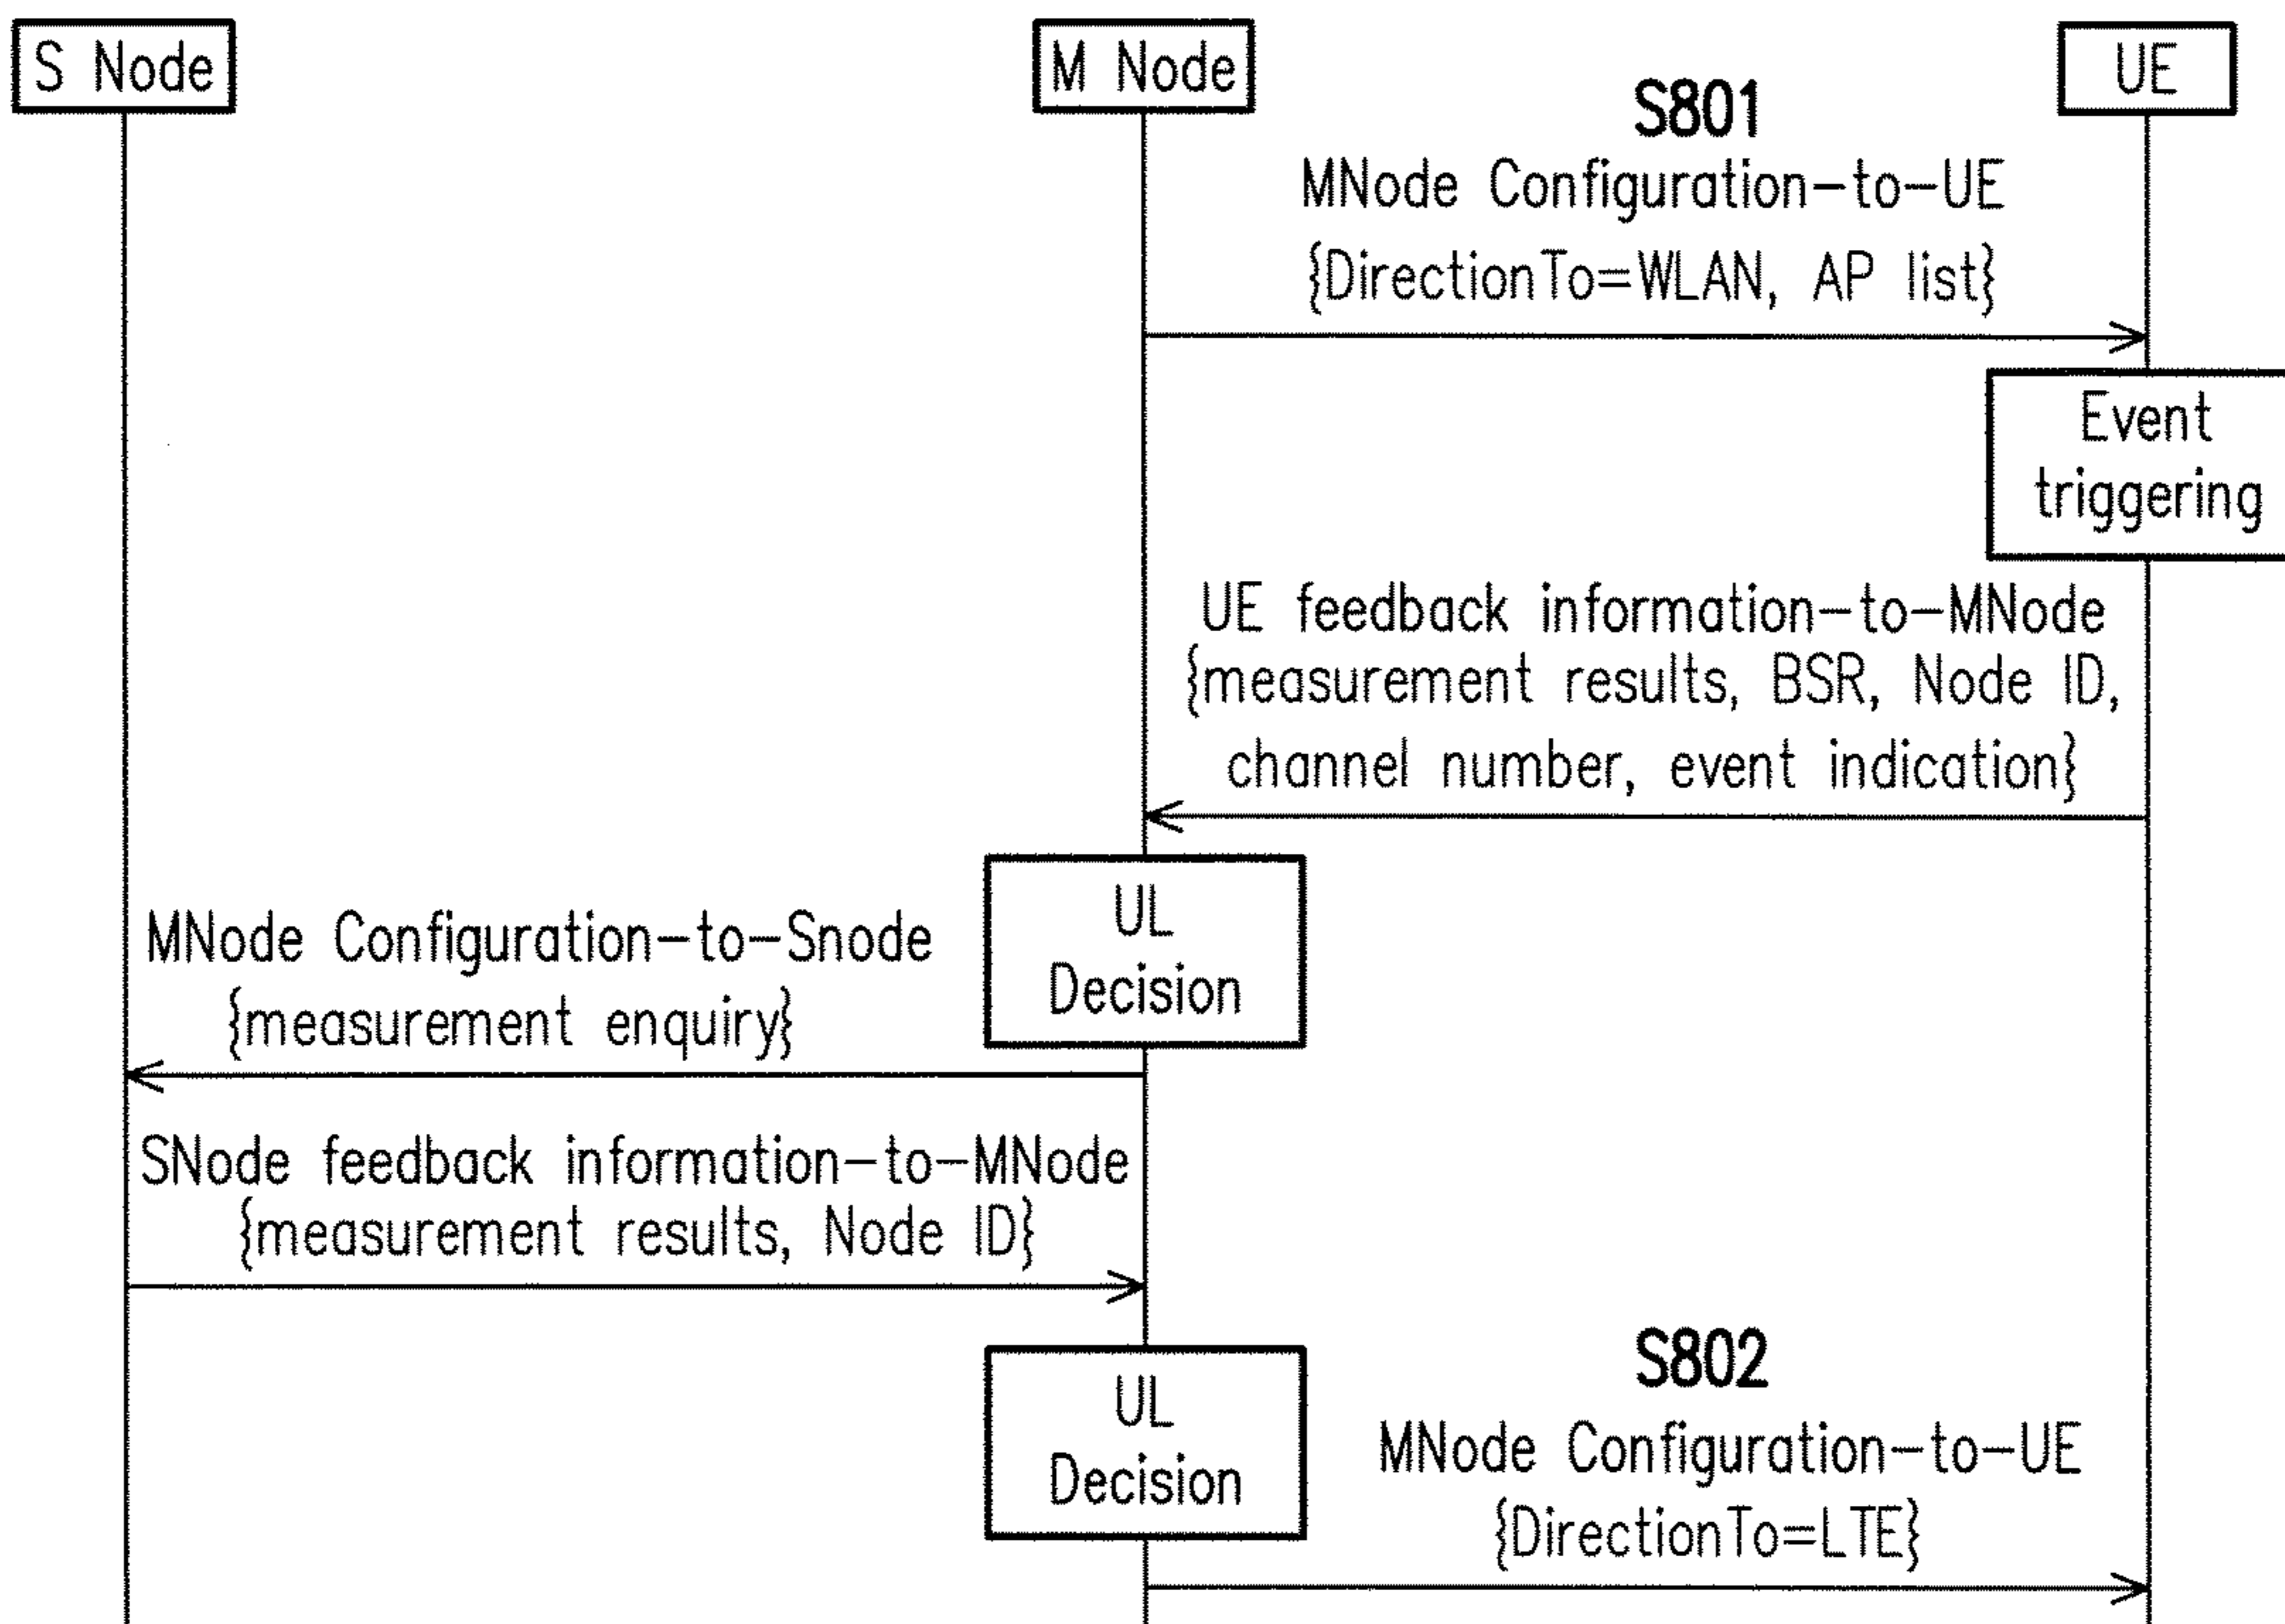 S Node
M Node
UE
S801
MNode Configuration-to-UE
{DirectionTo=WLAN, AP list}
Event
triggering
UE feedback information-to-MNode
{measurement results, BSR, Node ID,
channel number, event indication}
UL
Decision
MNode Configuration-to-Snode
{measurement enquiry}
SNode feedback information-to-MNode
{measurement results, Node ID}
UL
Decision
S802
MNode Configuration-to-UE
{DirectionTo=LTE}